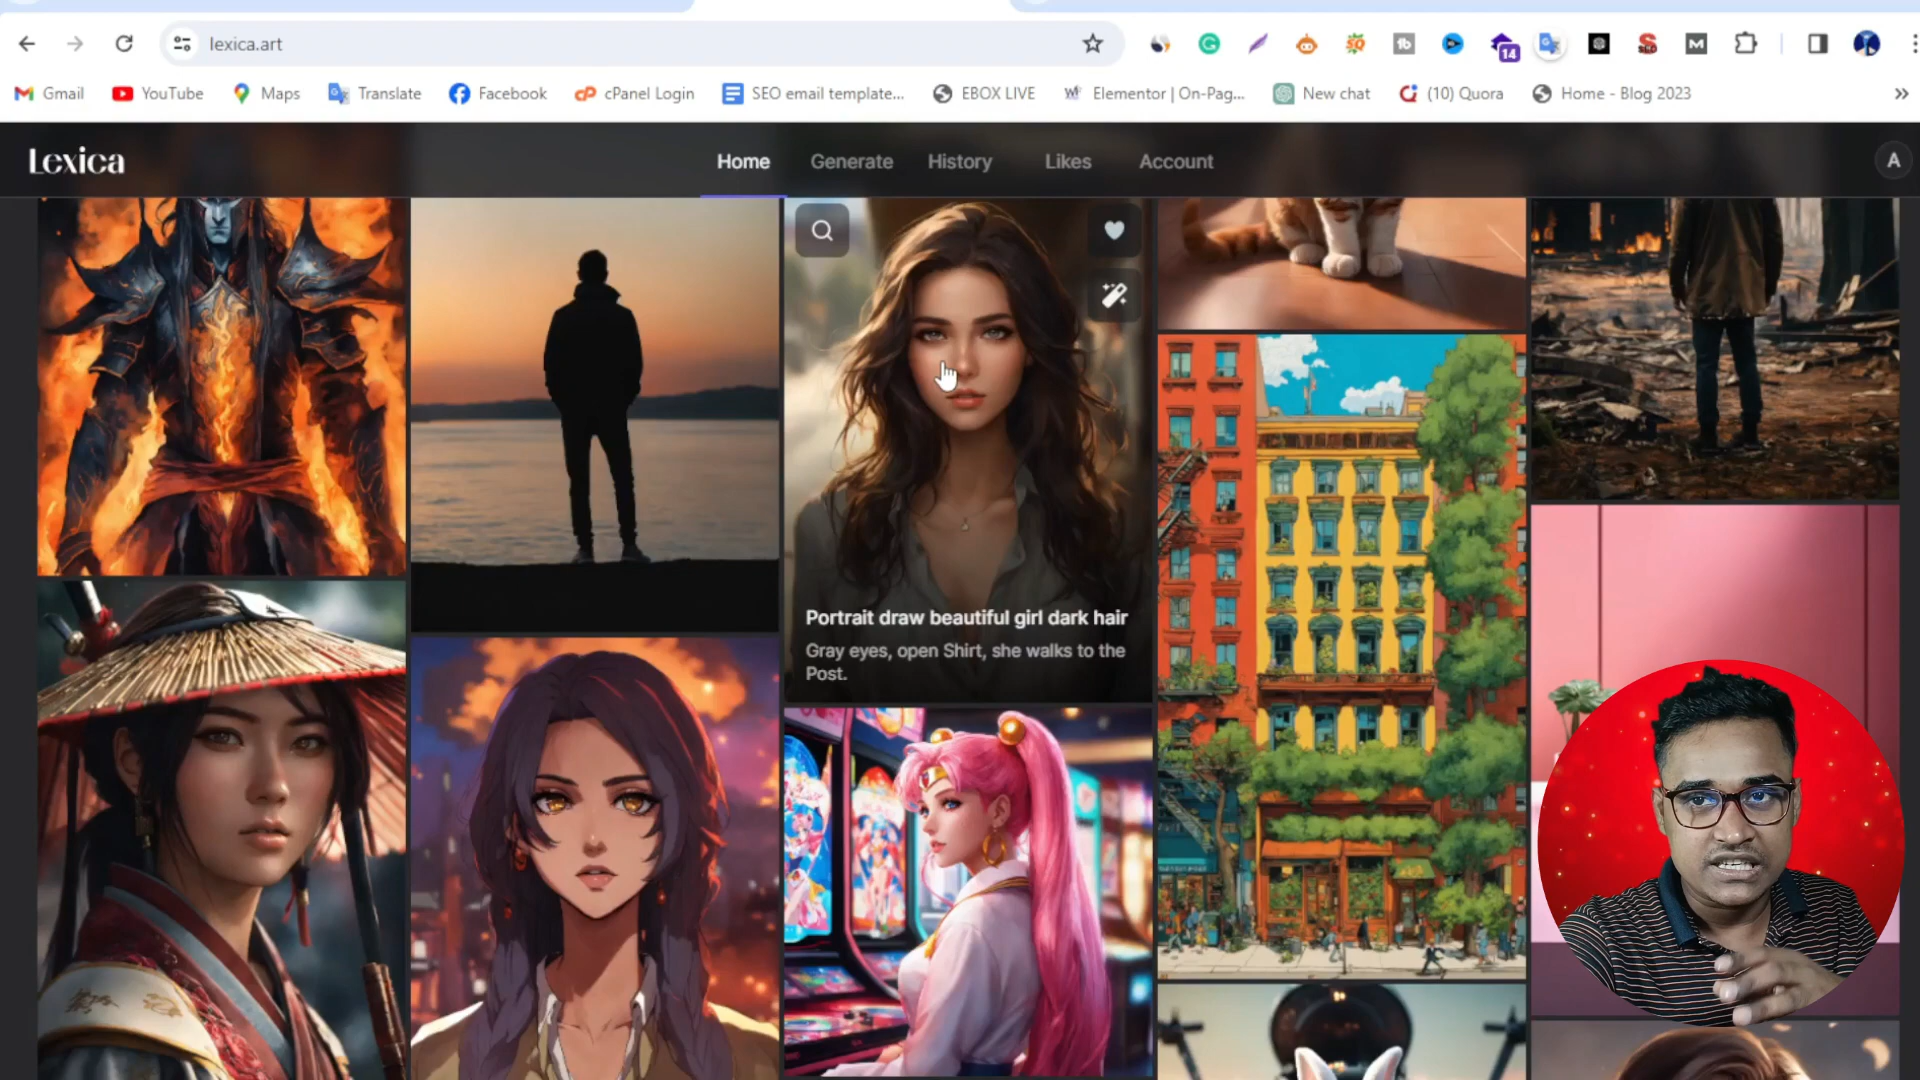 lexica.art
14
Gmail
YouTube
Maps
Translate
Facebook
cPanel Login
SEO email template...
EBOX LIVE
Elementor | On-Pag...
New chat
(10) Quora
Home - Blog 2023
»
Lexica
Home
Generate
History
Likes
Account
A
Portrait draw beautiful girl dark hair
Gray eyes, open Shirt, she walks to the
Post.